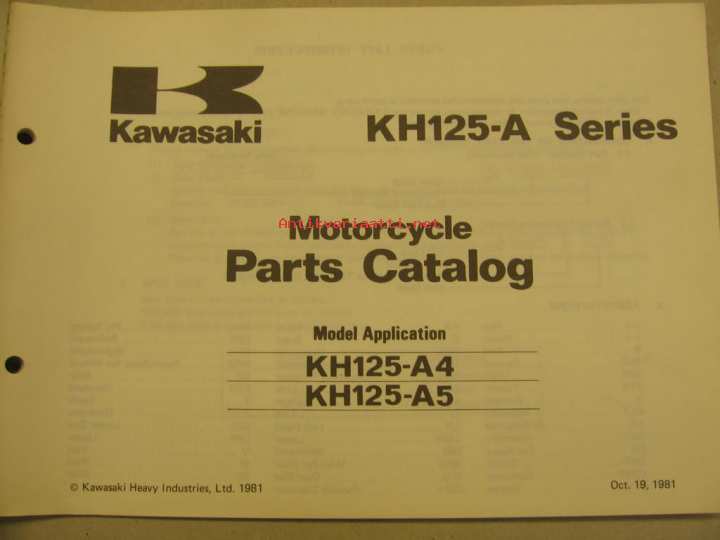 Kawasaki
KH125-A Series
Antikvariaatti.net
Motorcycle
Parts Catalog
Model Application
KH125-A4
KH125-A5
© Kawasaki Heavy Industries, Ltd. 1981
Oct. 19, 1981